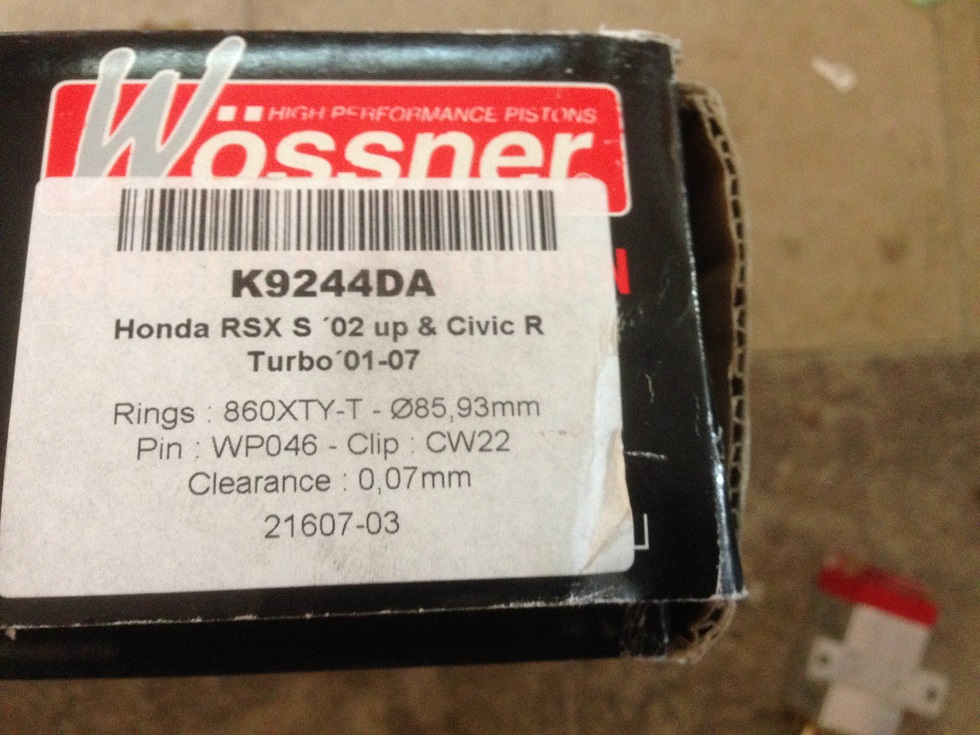 HIGH PERFORMANCE PISTONS
Wössner
K9244DA
Honda RSX S ´02 up & Civic R
Turbo´01-07
Rings : 860XTY-T - Ø85,93mm
Pin : WP046 - Clip : CW22
Clearance : 0,07mm
21607-03